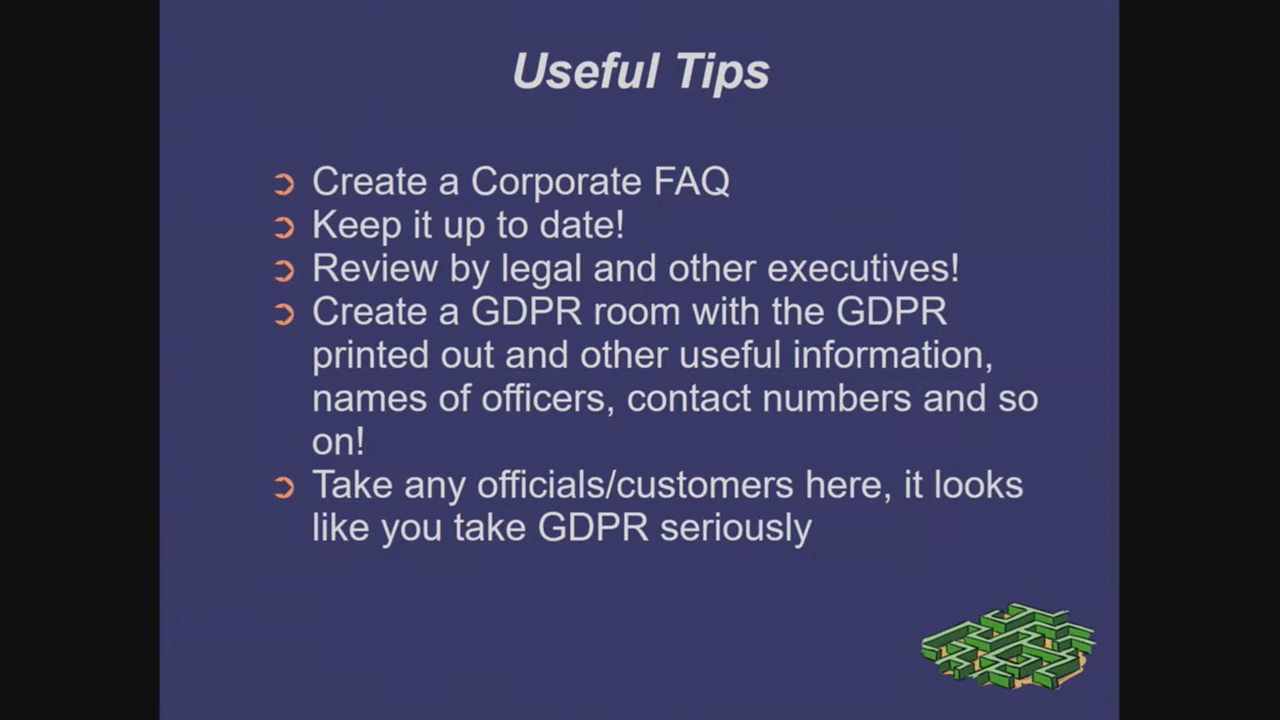 Useful Tips
Create a Corporate FAQ
Keep it up to date!
Review by legal and other executives!
Create a GDPR room with the GDPR
printed out and other useful information,
names of officers, contact numbers and so
on!
Take any officials/customers here, it looks
like you take GDPR seriously